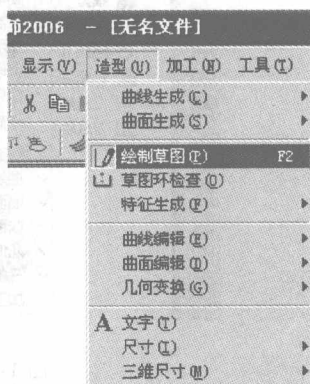 师2006 - [无名文件]
显示(V) 造型(U) 加工(N) 工具(T)
曲线生成(C)
曲面生成(S)
绘制草图(P) F2
草图环检查(O)
特征生成(F)
曲线编辑(E)
曲面编辑(D)
几何变换(G)
A 文字(T)
尺寸(I)
三维尺寸(M)